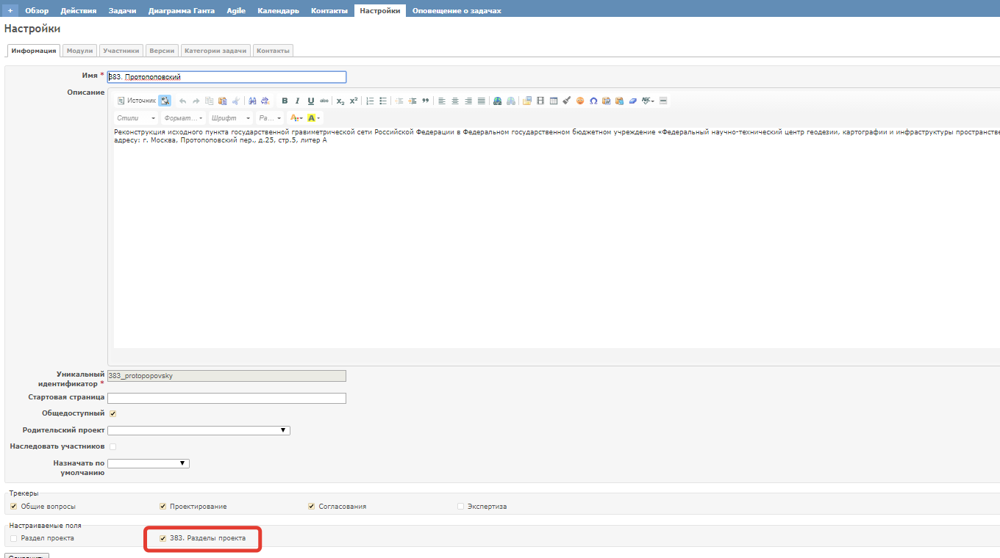 + Обзор Действия Задачи Диаграмма Ганта Agile Календарь Контакты Настройки Оповещение о задачах
Настройки
Информация Модули Участники Версии Категории задачи Контакты
Имя * 383. Протопоповский
Описание
Источник
Стили Формат... Шрифт Ра...
Реконструкция исходного пункта государственной гравиметрической сети Российской Федерации в Федеральном государственном бюджетном учреждение «Федеральный научно-технический центр геодезии, картографии и инфраструктуры пространстве
адресу: г. Москва, Протопоповский пер., д.25, стр.5, литер А
Уникальный
идентификатор * 383_protopopovsky
Стартовая страница
Общедоступный
Родительский проект
Наследовать участников
Назначать по
умолчанию
Трекеры
Общие вопросы Проектирование Согласования Экспертиза
Настраиваемые поля
Раздел проекта 383. Разделы проекта
Сохранить